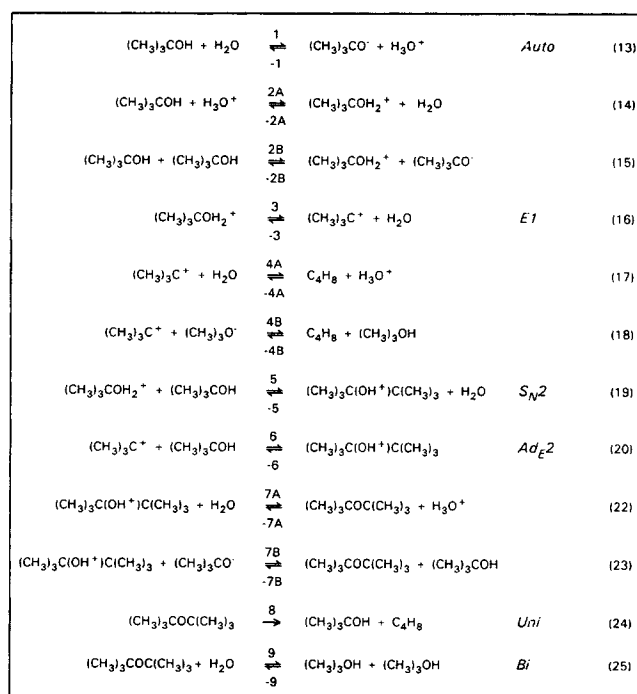 (CH₃)₃COH + H₂O 1 ⇌ -1 (CH₃)₃CO⁻ + H₃O⁺ Auto (13)
(CH₃)₃COH + H₃O⁺ 2A ⇌ -2A (CH₃)₃COH₂⁺ + H₂O (14)
(CH₃)₃COH + (CH₃)₃COH 2B ⇌ -2B (CH₃)₃COH₂⁺ + (CH₃)₃CO⁻ (15)
(CH₃)₃COH₂⁺ 3 ⇌ -3 (CH₃)₃C⁺ + H₂O E1 (16)
(CH₃)₃C⁺ + H₂O 4A ⇌ -4A C₄H₈ + H₃O⁺ (17)
(CH₃)₃C⁺ + (CH₃)₃O⁻ 4B ⇌ -4B C₄H₈ + (CH₃)₃OH (18)
(CH₃)₃COH₂⁺ + (CH₃)₃COH 5 ⇌ -5 (CH₃)₃C(OH⁺)C(CH₃)₃ + H₂O S_N2 (19)
(CH₃)₃C⁺ + (CH₃)₃COH 6 ⇌ -6 (CH₃)₃C(OH⁺)C(CH₃)₃ Ad_E2 (20)
(CH₃)₃C(OH⁺)C(CH₃)₃ + H₂O 7A ⇌ -7A (CH₃)₃COC(CH₃)₃ + H₃O⁺ (22)
(CH₃)₃C(OH⁺)C(CH₃)₃ + (CH₃)₃CO⁻ 7B ⇌ -7B (CH₃)₃COC(CH₃)₃ + (CH₃)₃COH (23)
(CH₃)₃COC(CH₃)₃ 8 → (CH₃)₃COH + C₄H₈ Uni (24)
(CH₃)₃COC(CH₃)₃ + H₂O 9 ⇌ -9 (CH₃)₃OH + (CH₃)₃OH Bi (25)